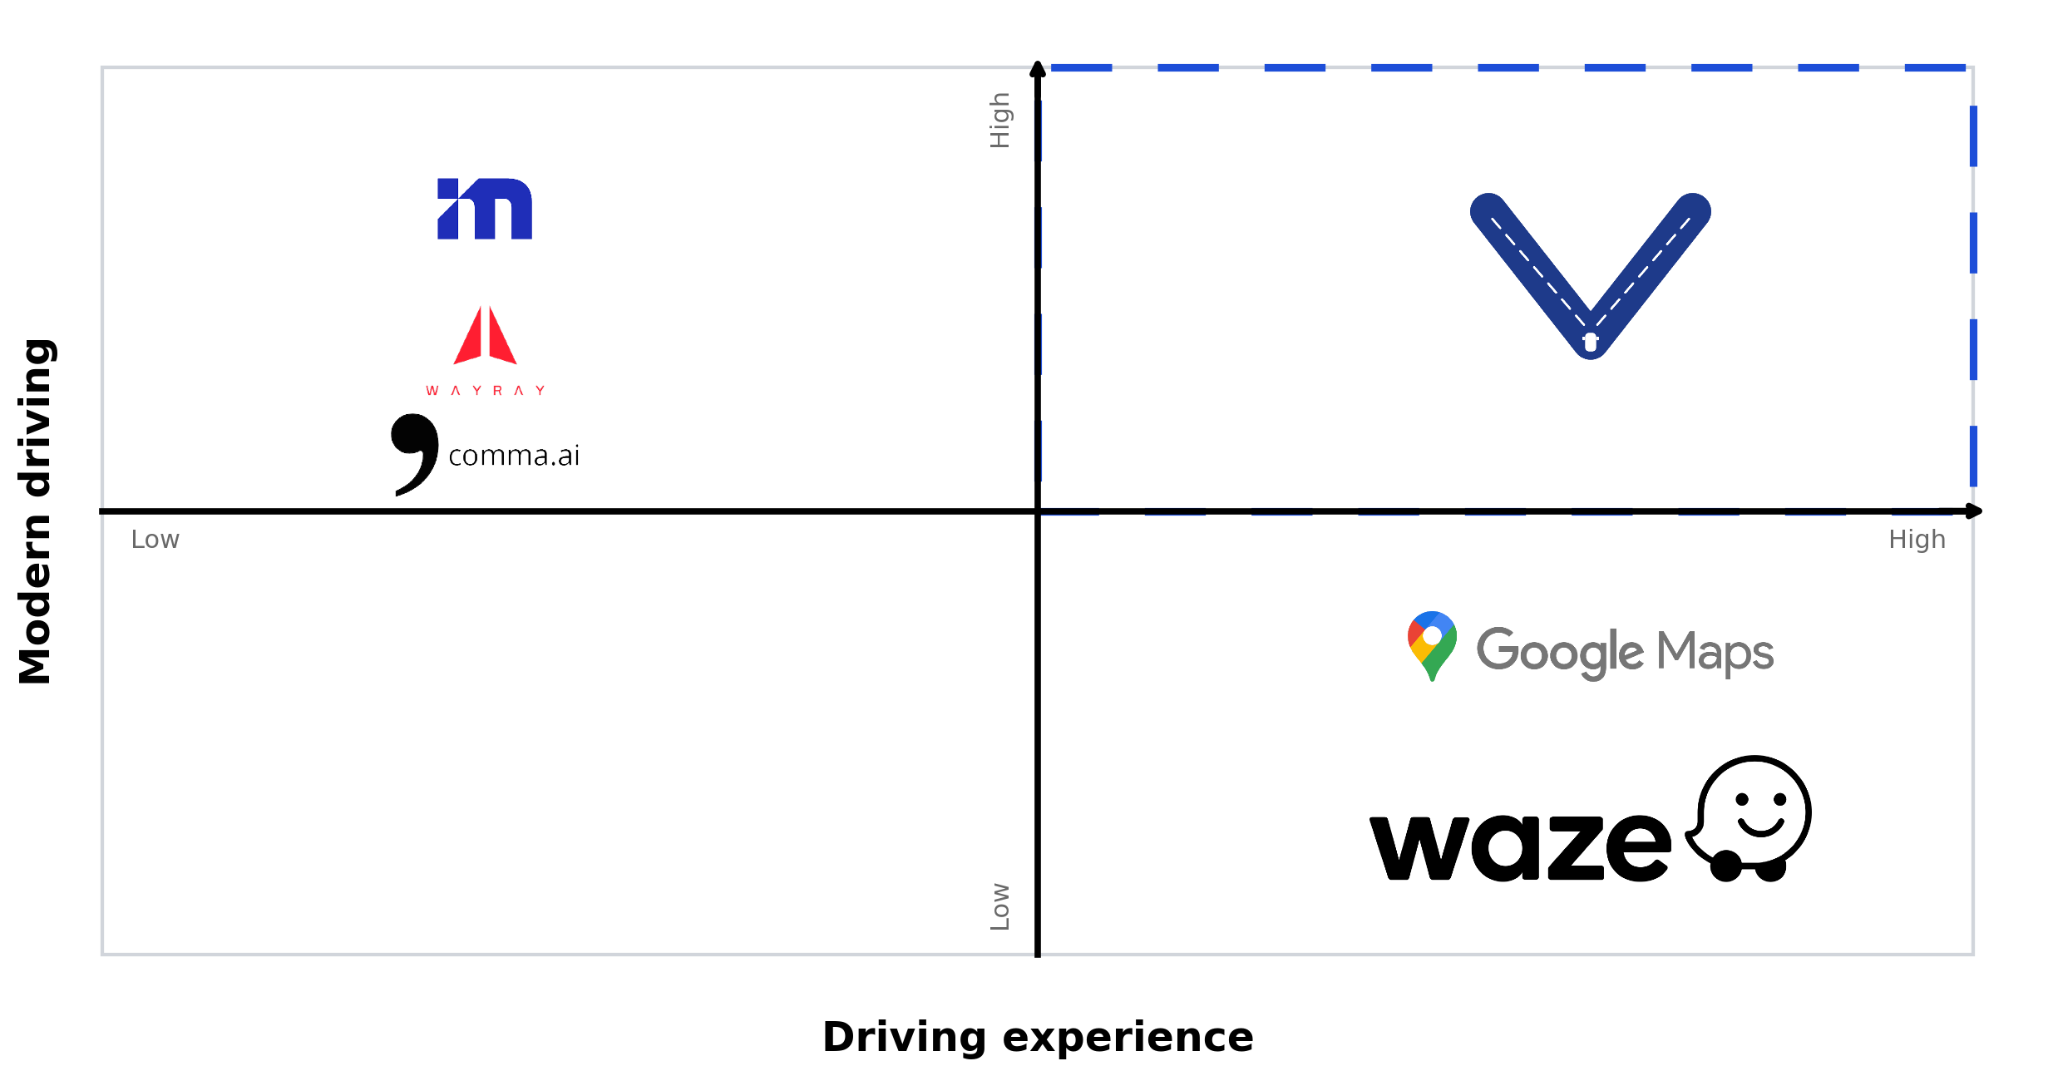 High
WAYRAY
comma.ai
Modern driving
Low
High
Google Maps
waze
Low
Driving experience